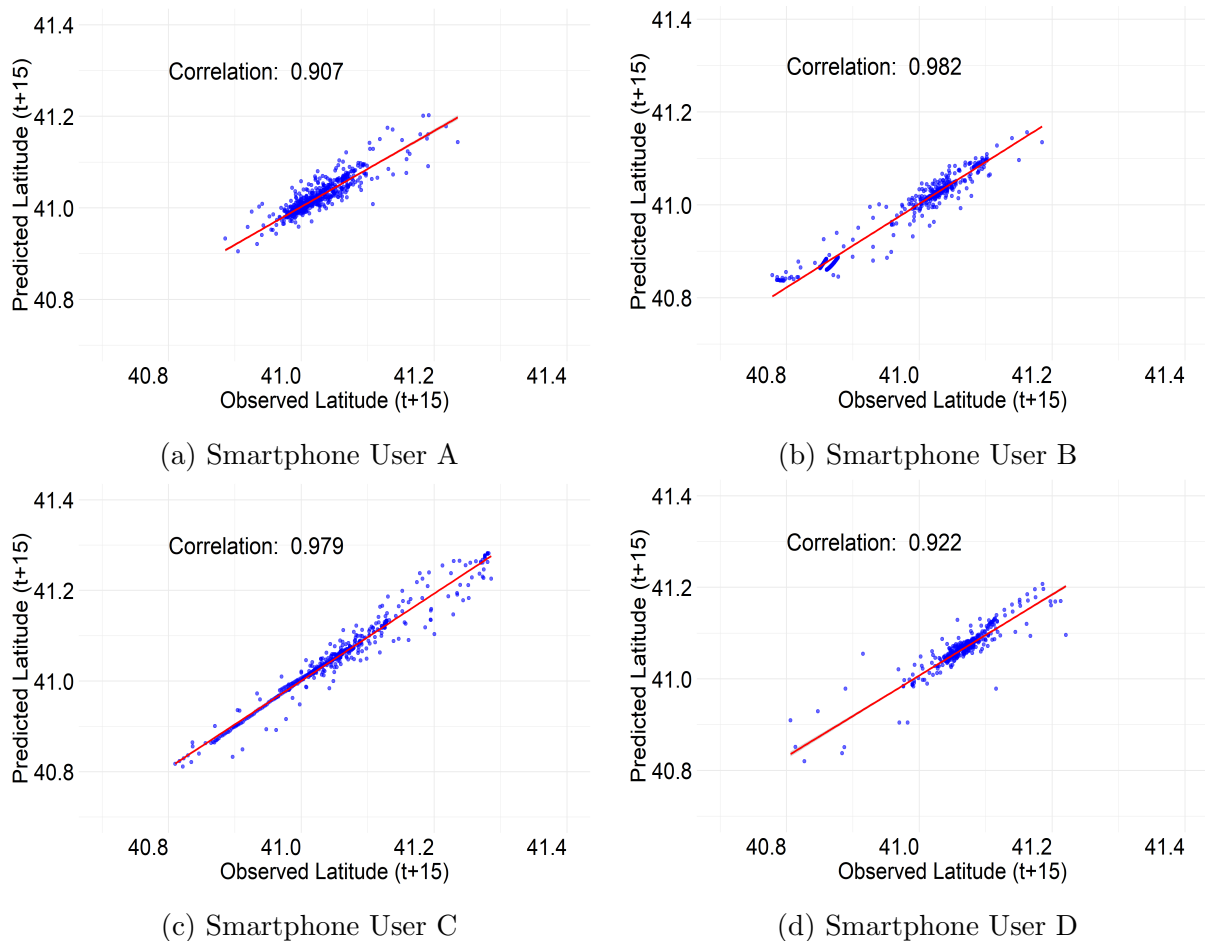 41.4
41.2
41.0
40.8
Predicted Latitude (t+15)
Correlation: 0.907
40.8 41.0 41.2 41.4
Observed Latitude (t+15)
(a) Smartphone User A
41.4
41.2
41.0
40.8
Predicted Latitude (t+15)
Correlation: 0.982
40.8 41.0 41.2 41.4
Observed Latitude (t+15)
(b) Smartphone User B
41.4
41.2
41.0
40.8
Predicted Latitude (t+15)
Correlation: 0.979
40.8 41.0 41.2 41.4
Observed Latitude (t+15)
(c) Smartphone User C
41.4
41.2
41.0
40.8
Predicted Latitude (t+15)
Correlation: 0.922
40.8 41.0 41.2 41.4
Observed Latitude (t+15)
(d) Smartphone User D